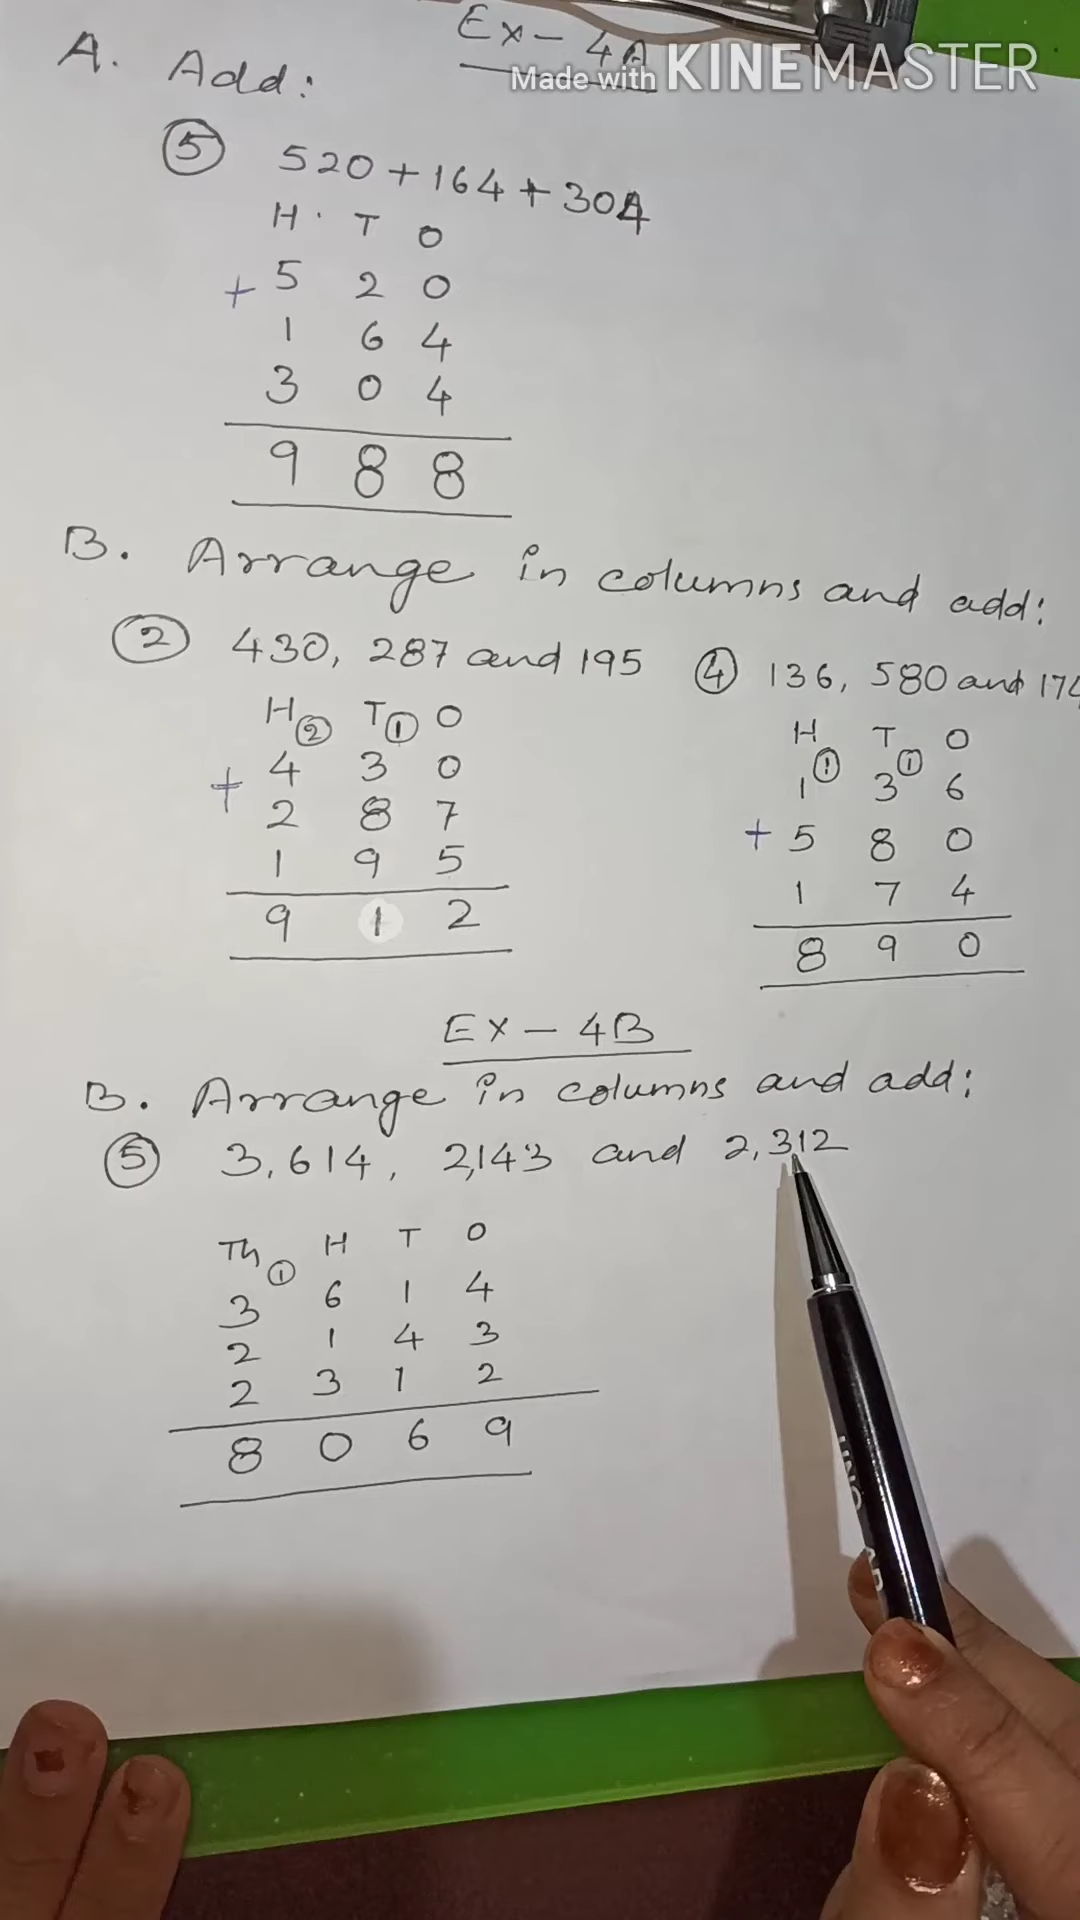 Ex - 4A
Made with KINEMASTER
A. Add:
5 520 + 164 + 304
H. T O
+ 5 2 0
1 6 4
3 0 4
9 8 8
B. Arrange in columns and add:
2 430, 287 and 195
H 2 T 1 O
+ 4 3 0
2 8 7
1 9 5
9 1 2
4 136, 580 and 174
H T O
1 1
1 3 6
+ 5 8 0
1 7 4
8 9 0
Ex - 4B
B. Arrange in columns and add:
5 3,614, 2,143 and 2,312
Th H T O
1
3 6 1 4
2 1 4 3
2 3 1 2
8 0 6 9